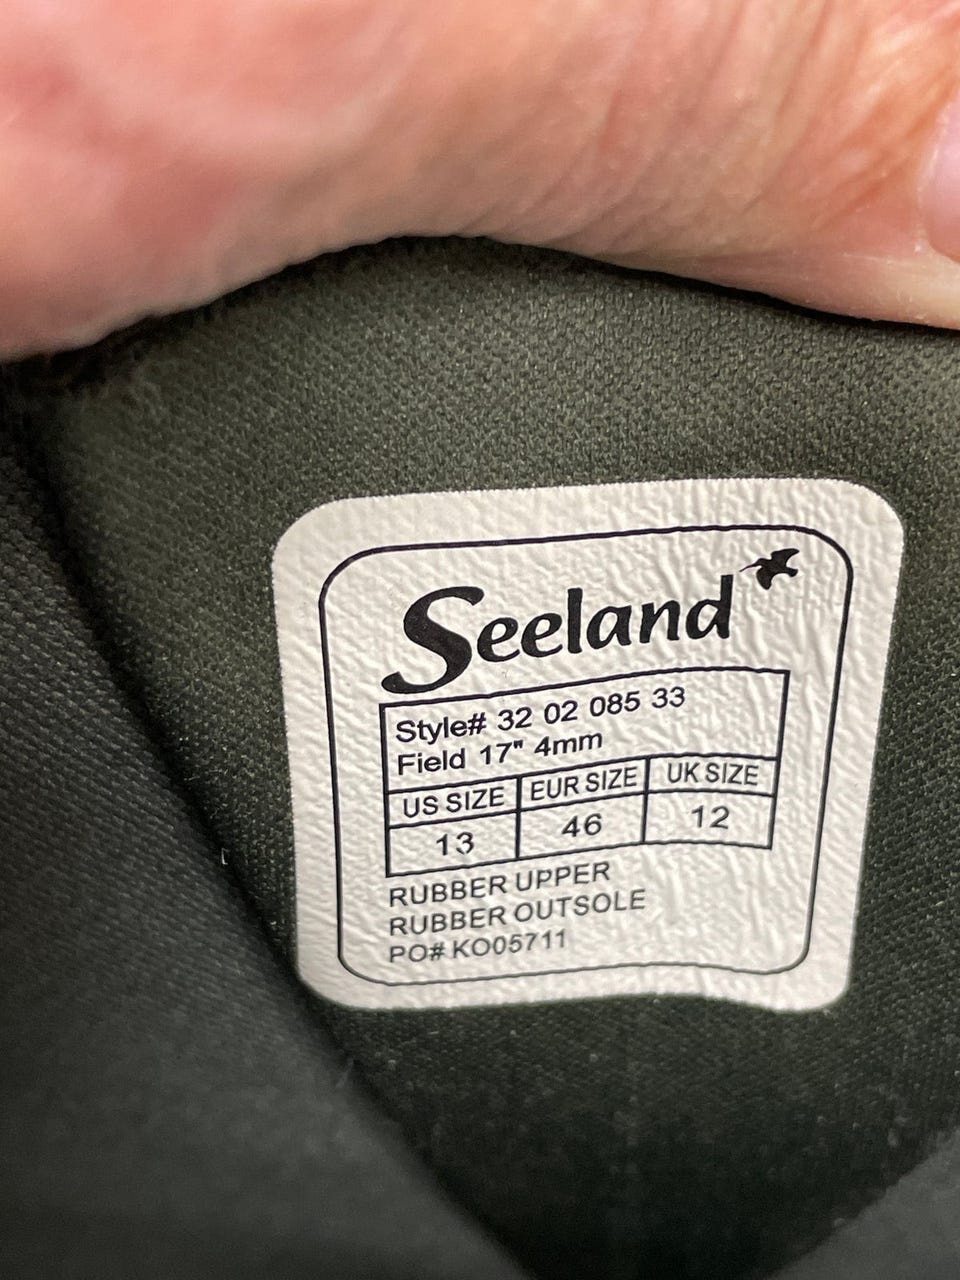 Seeland
Style# 32 02 085 33
Field 17" 4mm
US SIZE EUR SIZE UK SIZE
13 46 12
RUBBER UPPER
RUBBER OUTSOLE
PO# KO05711